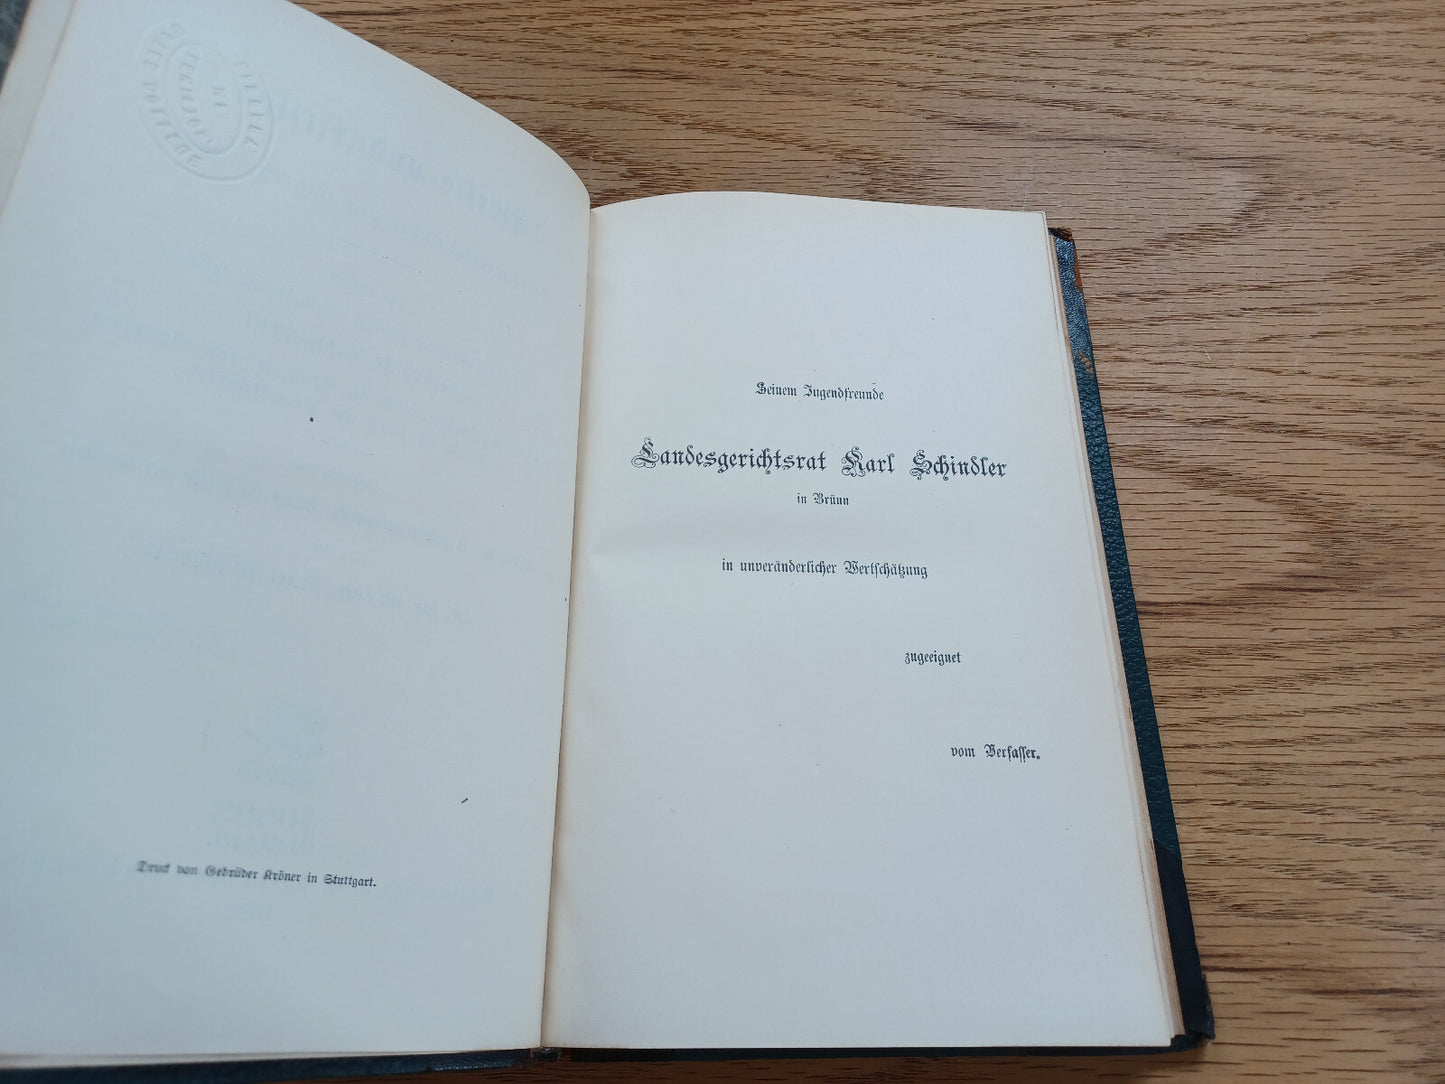 Druck von Gebrüder Kröner in Stuttgart.
Seinem Jugendfreunde
Landesgerichtsrat Karl Schindler
in Brünn
in unveränderlicher Wertschätzung
zugeeignet
vom Verfasser.